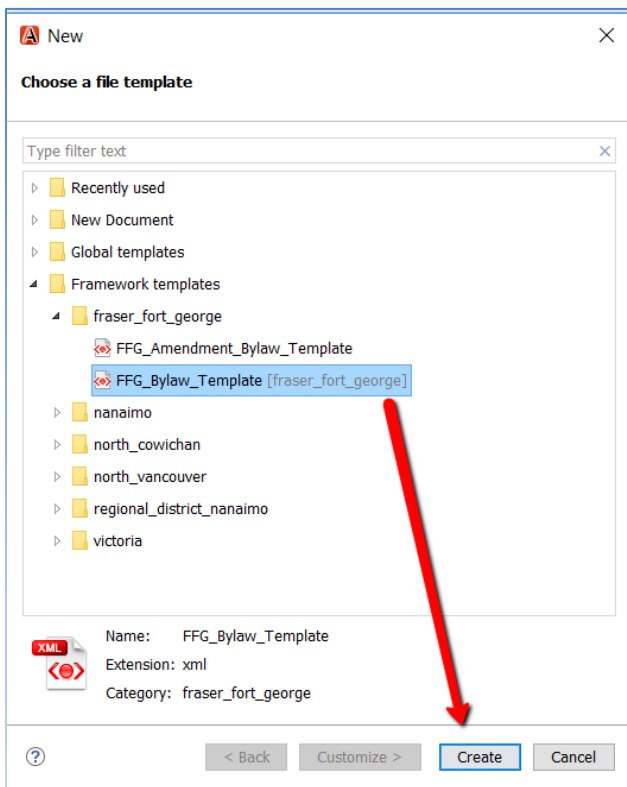 New
Choose a file template
Type filter text
Recently used
New Document
Global templates
Framework templates
fraser_fort_george
FFG_Amendment_Bylaw_Template
FFG_Bylaw_Template [fraser_fort_george]
nanaimo
north_cowichan
north_vancouver
regional_district_nanaimo
victoria
XML
Name: FFG_Bylaw_Template
Extension: xml
Category: fraser_fort_george
? < Back Customize > Create Cancel